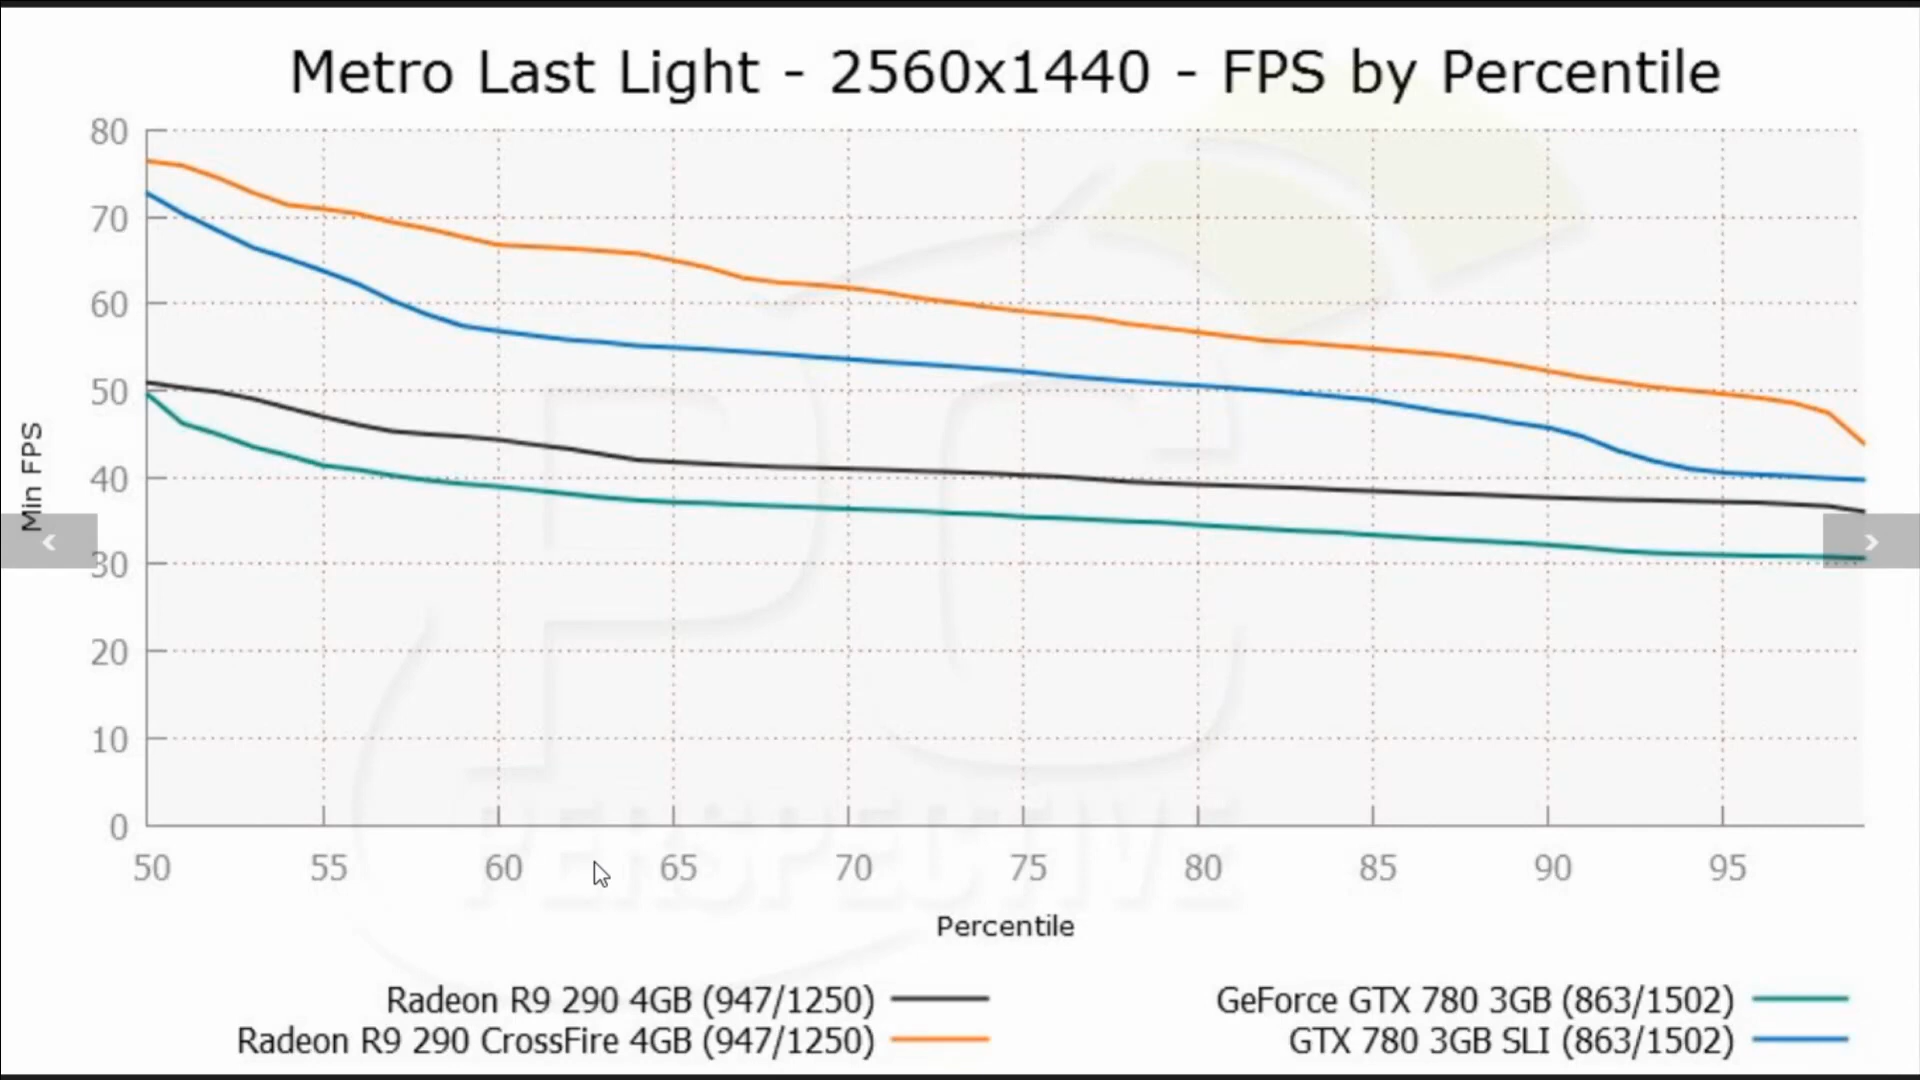 Metro Last Light - 2560x1440 - FPS by Percentile
80
70
60
50
40
30
20
10
0
Min FPS
50 55 60 65 70 75 80 85 90 95
Percentile
PC
PERSPECTIVE
Radeon R9 290 4GB (947/1250)
Radeon R9 290 CrossFire 4GB (947/1250)
GeForce GTX 780 3GB (863/1502)
GTX 780 3GB SLI (863/1502)